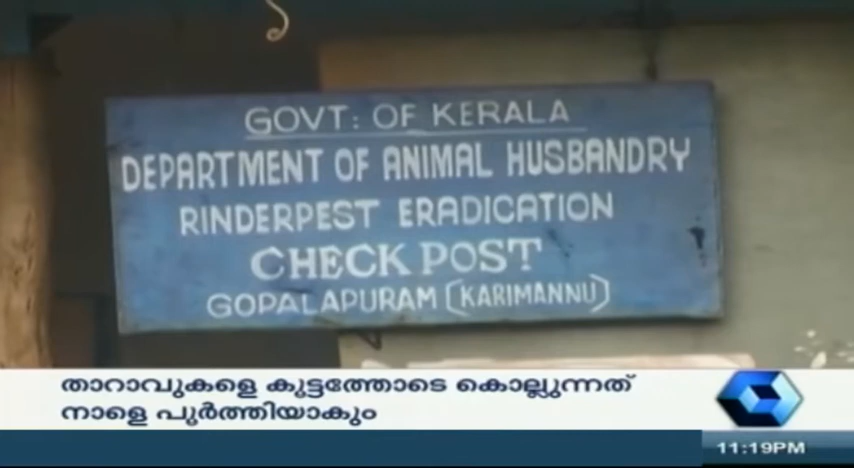 GOVT: OF KERALA
DEPARTMENT OF ANIMAL HUSBANDRY
RINDERPEST ERADICATION
CHECK POST
GOPALAPURAM (KARIMANNU)
താറാവുകളെ കൂട്ടത്തോടെ കൊല്ലുന്നത്
നാളെ പൂർത്തിയാകും
11:19PM